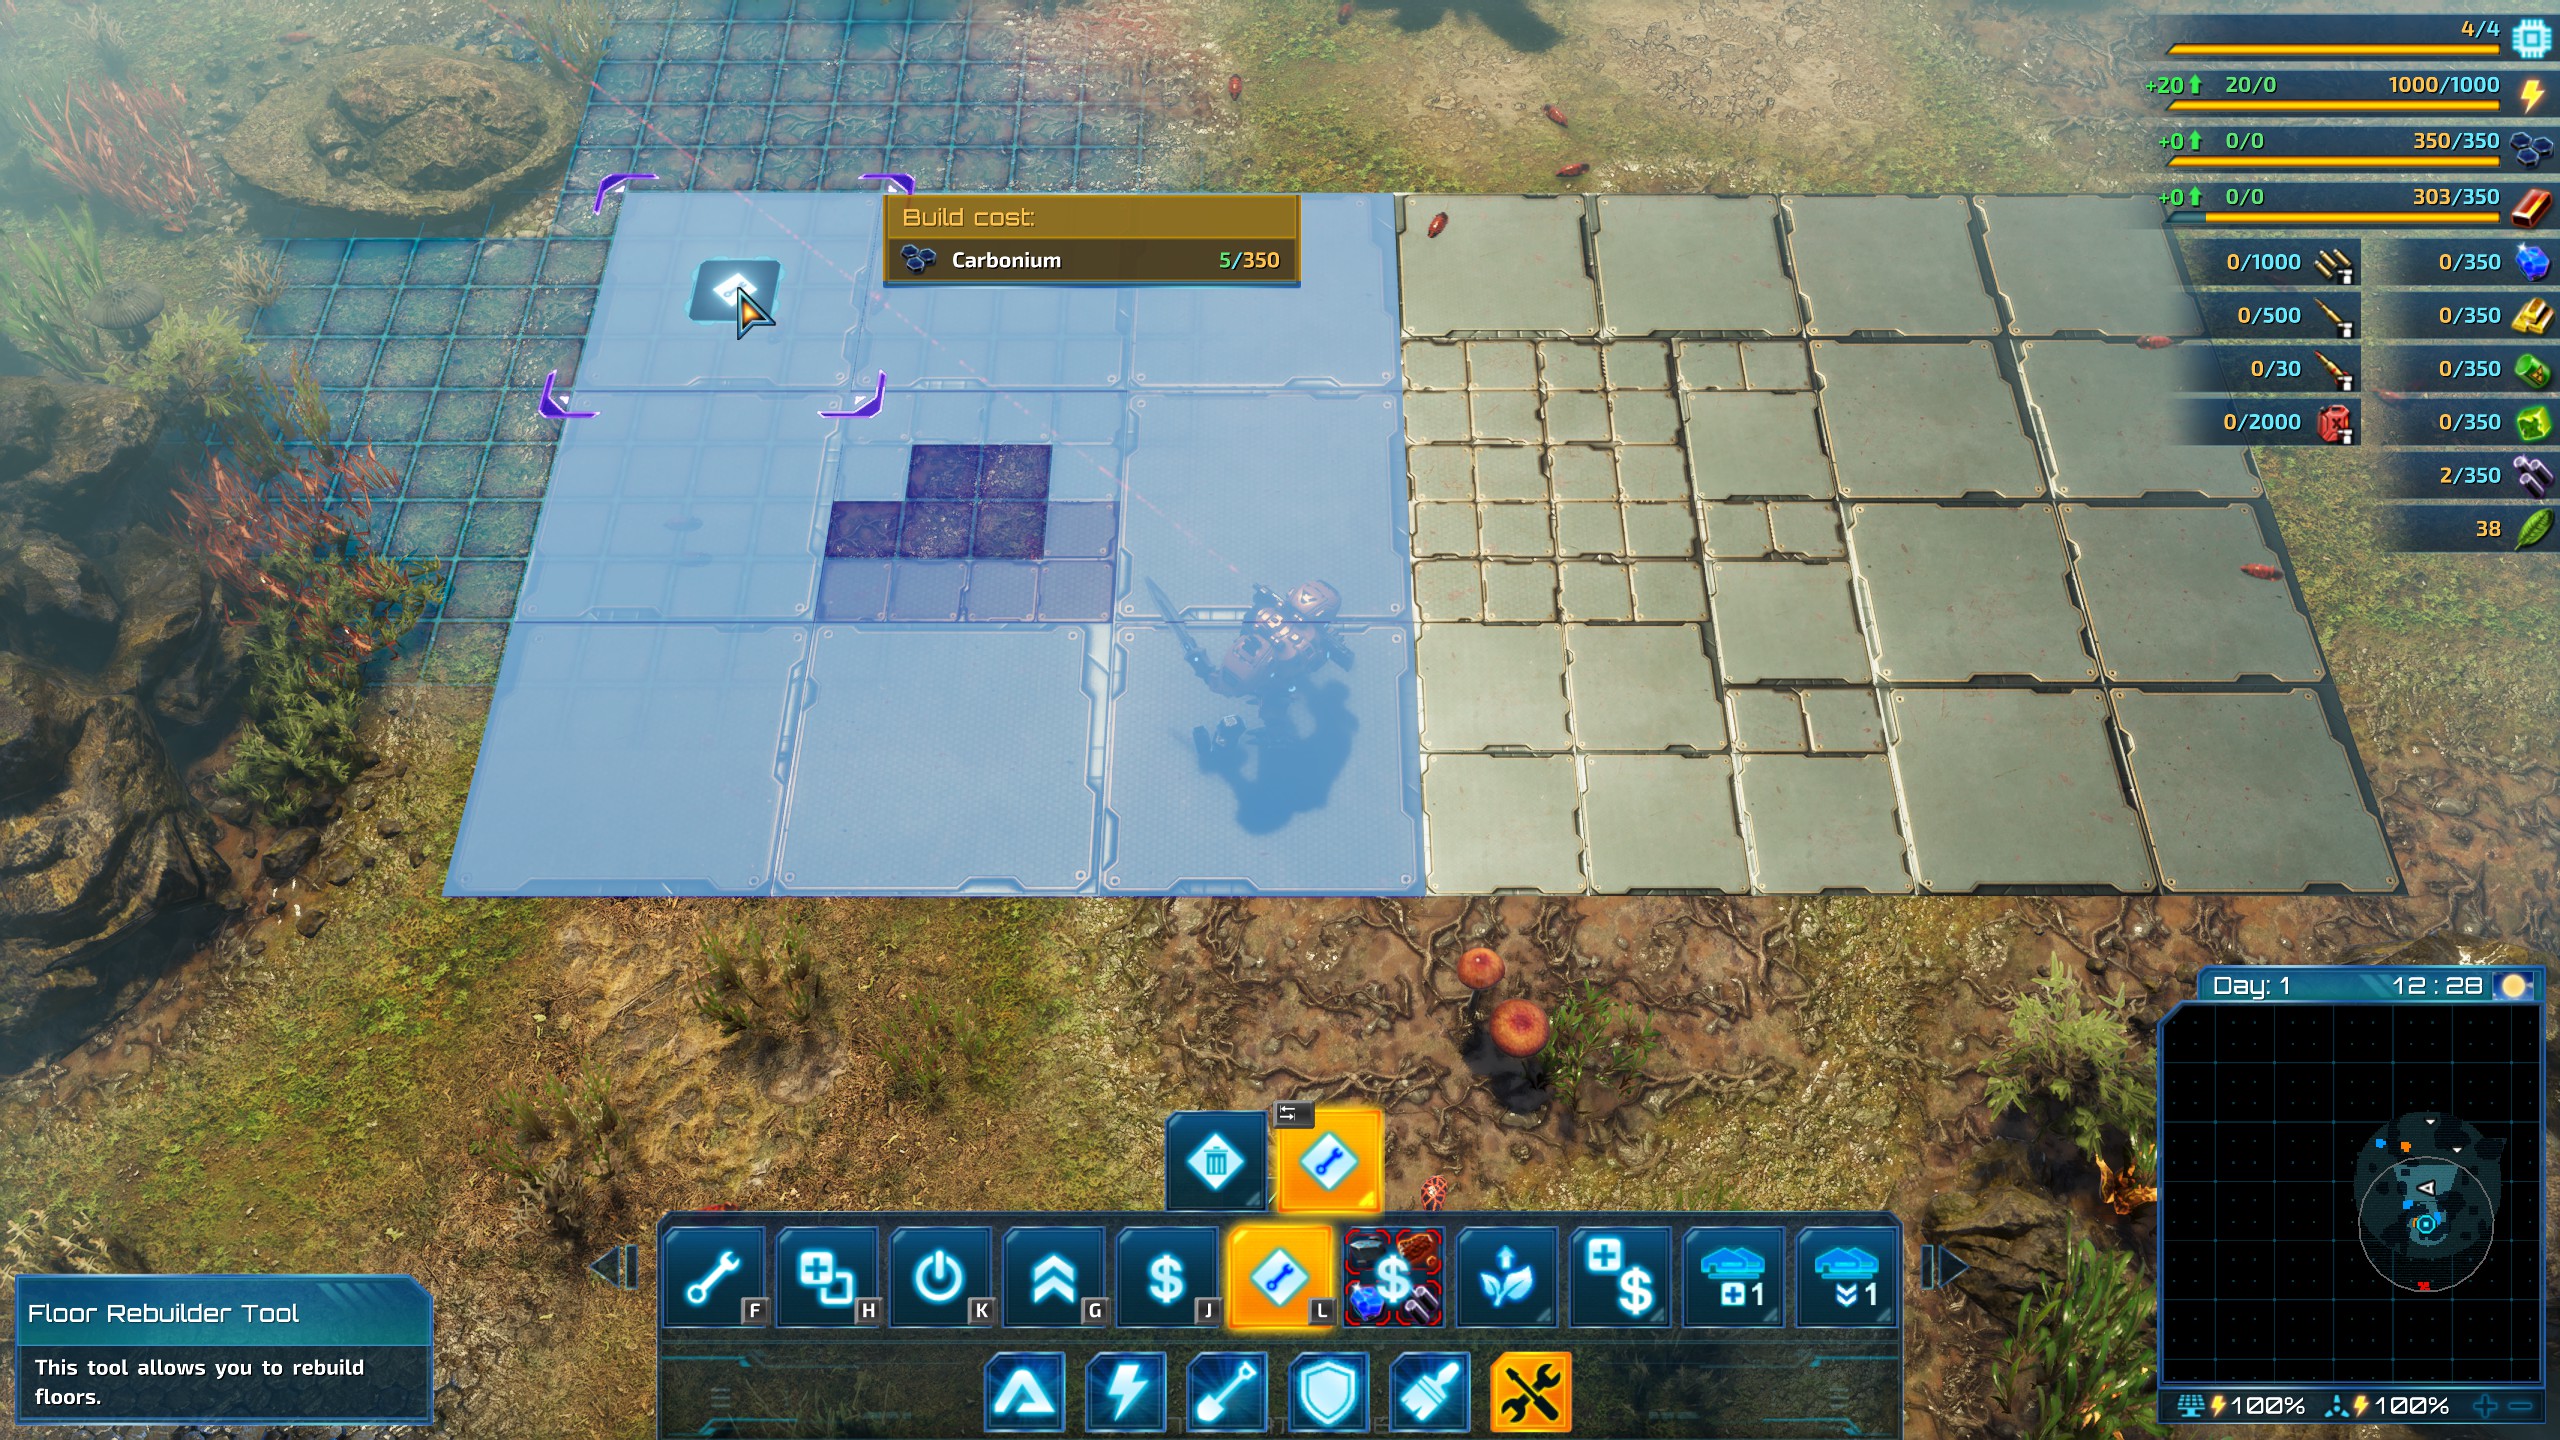 4/4
+20 20/0 1000/1000
+0 0/0 350/350
+0 0/0 303/350
Build cost:
Carbonium 5/350
0/1000 0/350
0/500 0/350
0/30 0/350
0/2000 0/350
2/350
38
Day: 1 12:28
F H K G J L 1 1
Floor Rebuilder Tool
This tool allows you to rebuild
floors.
100% 100%